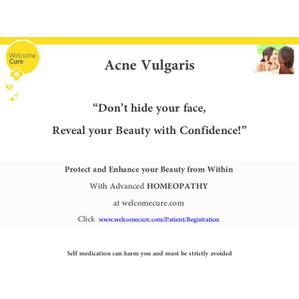 Welcome
Cure
Acne Vulgaris
“Don’t hide your face,
Reveal your Beauty with Confidence!”
Protect and Enhance your Beauty from Within
With Advanced HOMEOPATHY
at welcomecure.com
Click www.welcomecure.com/Patient/Registration
Self medication can harm you and must be strictly avoided